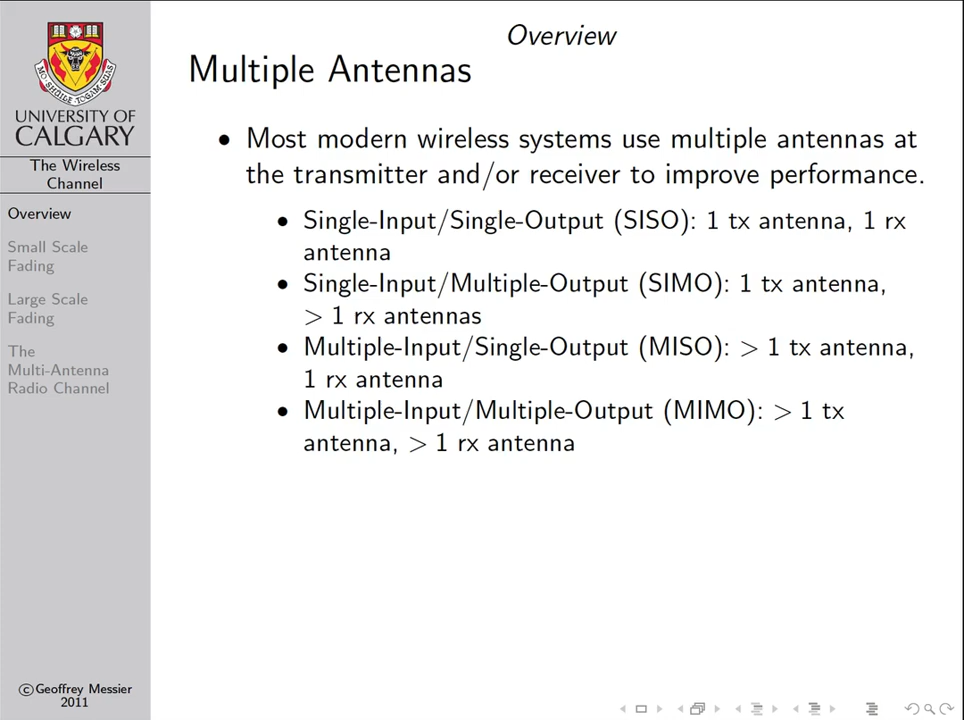 MO-SHÙILE TOGAM SUAS
UNIVERSITY OF
CALGARY
The Wireless
Channel
Overview
Small Scale
Fading
Large Scale
Fading
The
Multi-Antenna
Radio Channel
©Geoffrey Messier
2011
Overview
Multiple Antennas
• Most modern wireless systems use multiple antennas at
the transmitter and/or receiver to improve performance.
• Single-Input/Single-Output (SISO): 1 tx antenna, 1 rx
antenna
• Single-Input/Multiple-Output (SIMO): 1 tx antenna,
> 1 rx antennas
• Multiple-Input/Single-Output (MISO): > 1 tx antenna,
1 rx antenna
• Multiple-Input/Multiple-Output (MIMO): > 1 tx
antenna, > 1 rx antenna